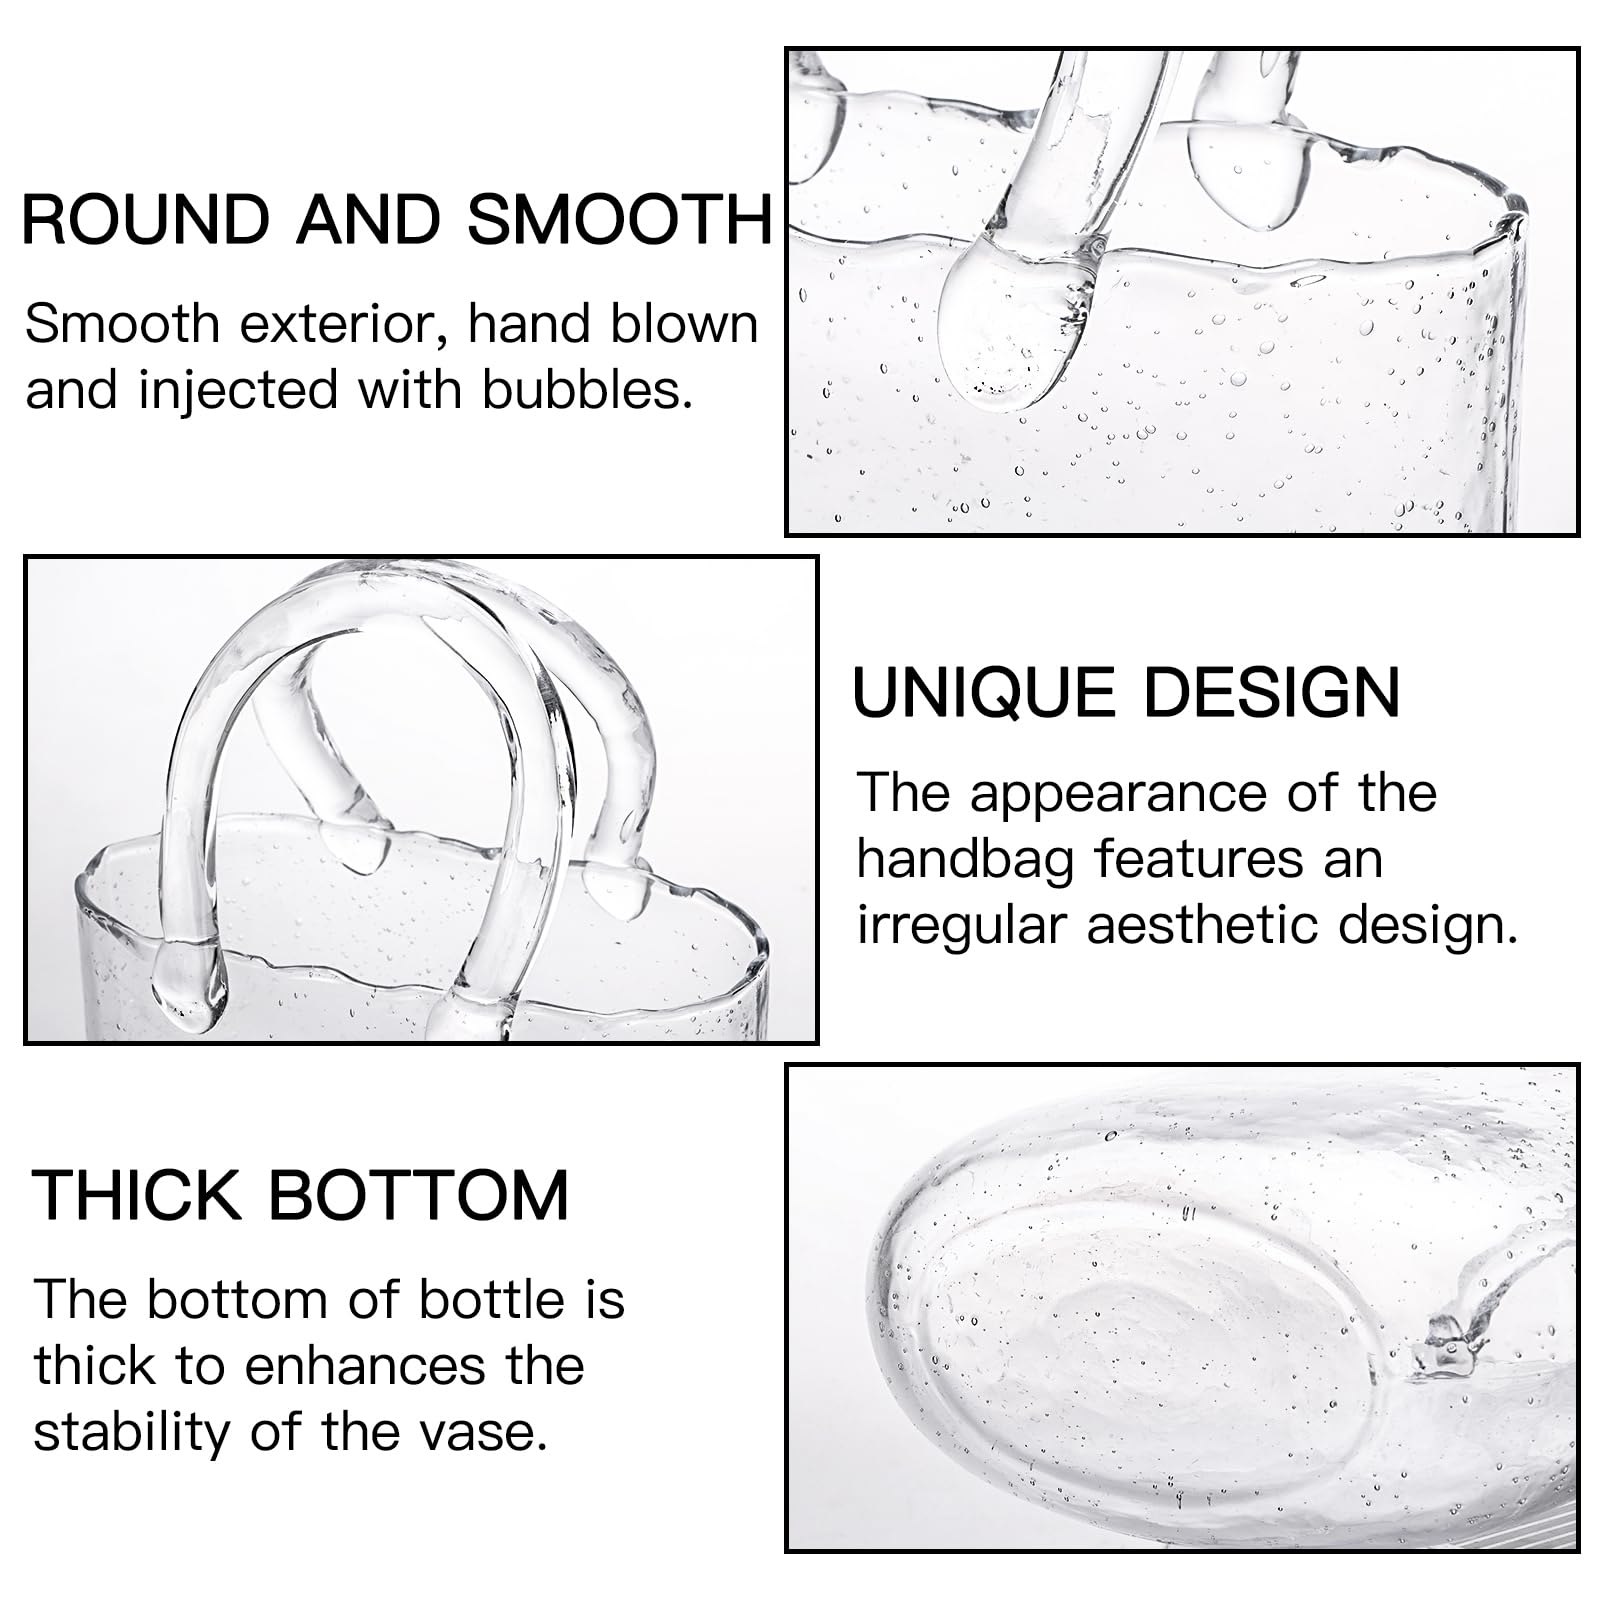 ROUND AND SMOOTH
Smooth exterior, hand blown
and injected with bubbles.
UNIQUE DESIGN
The appearance of the
handbag features an
irregular aesthetic design.
THICK BOTTOM
The bottom of bottle is
thick to enhances the
stability of the vase.